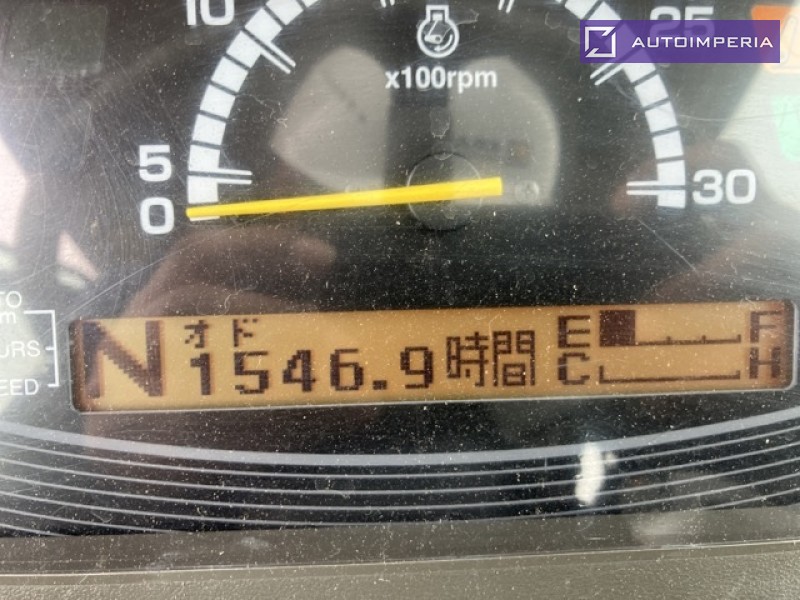 10
25
AUTOIMPERIA
x100rpm
5
30
0
N オド
1546.9時間
E F
C H